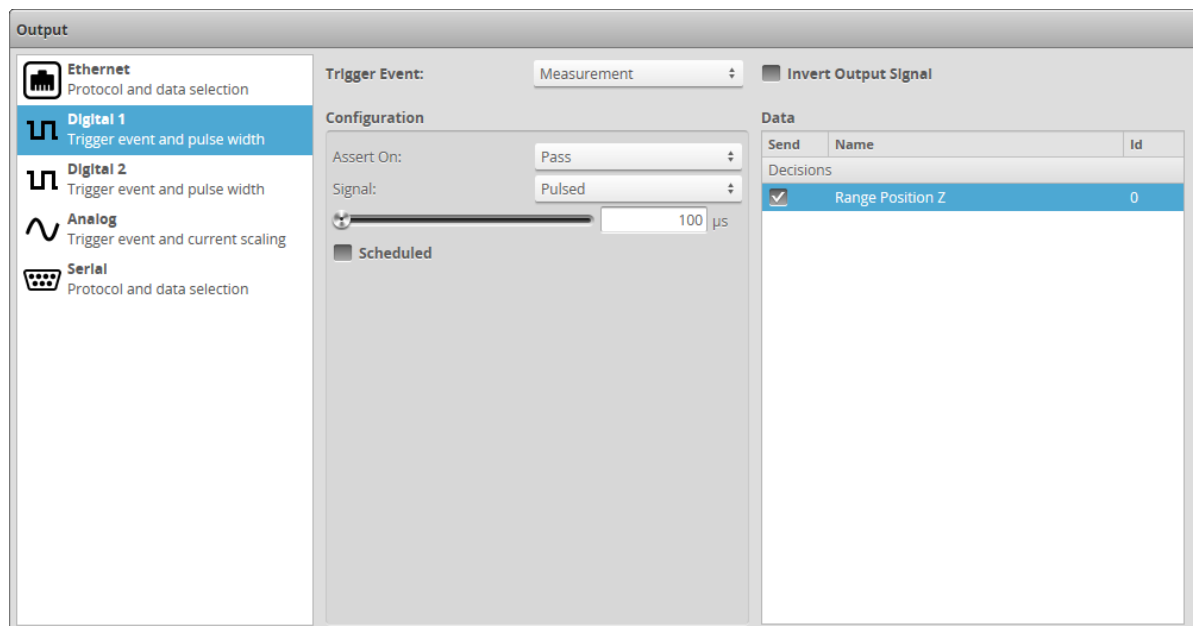 Output
Ethernet
Protocol and data selection
Digital 1
Trigger event and pulse width
Digital 2
Trigger event and pulse width
Analog
Trigger event and current scaling
Serial
Protocol and data selection
Trigger Event: Measurement
Configuration
Assert On: Pass
Signal: Pulsed
100 µs
Scheduled
Invert Output Signal
Data
Send Name Id
Decisions
Range Position Z 0